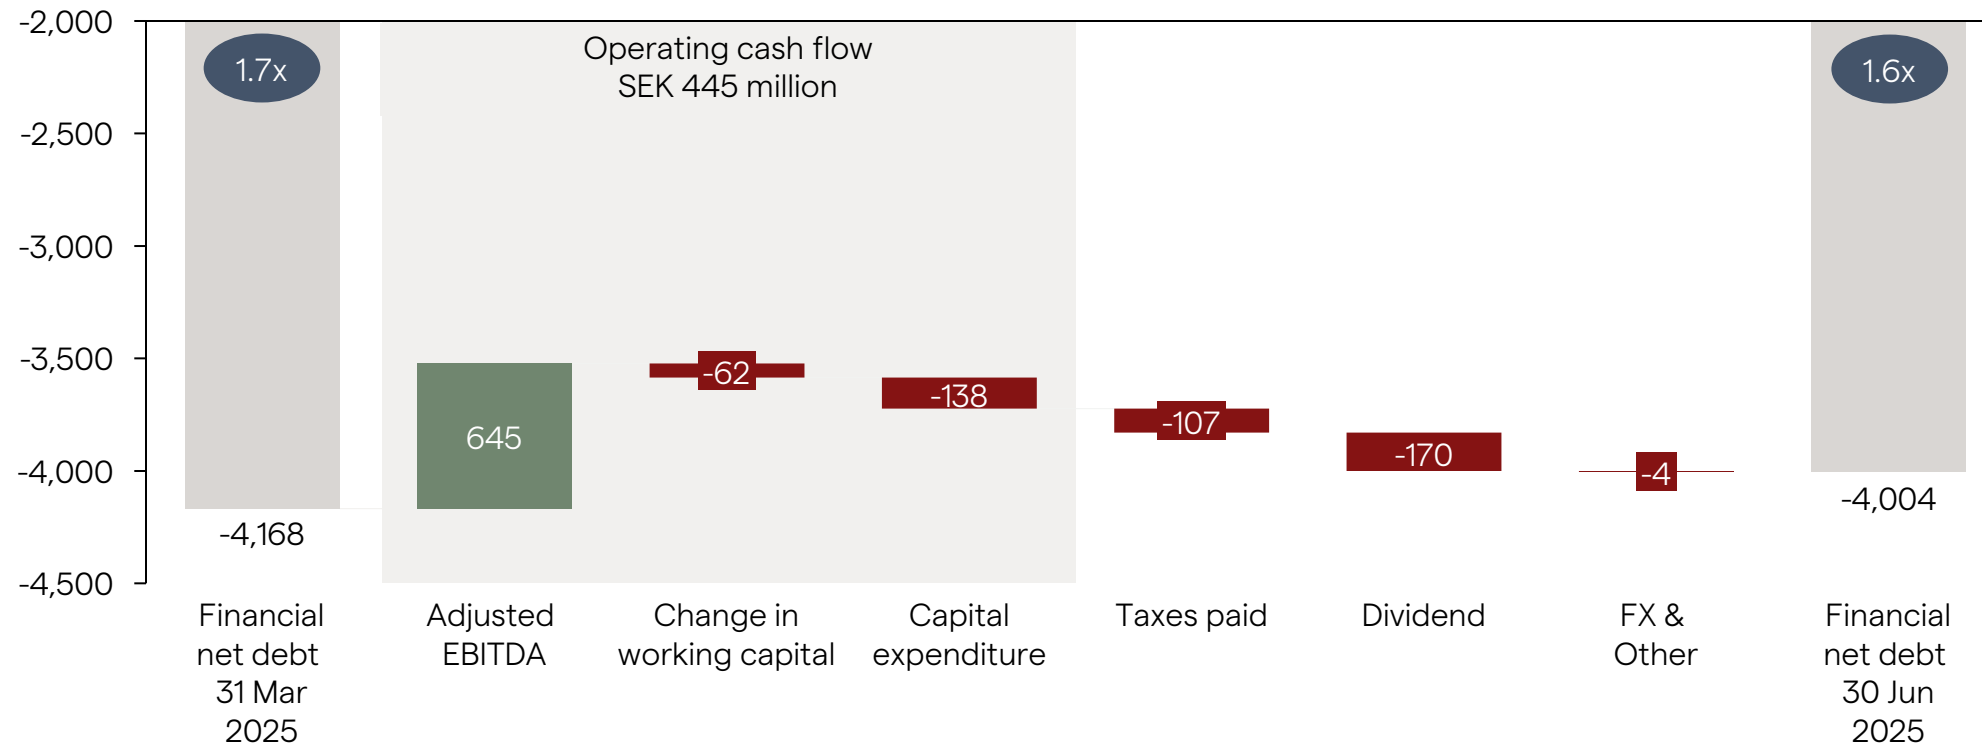 -2,000
-2,500
-3,000
-3,500
-4,000
-4,500
Operating cash flow
SEK 445 million
1.7x
1.6x
645
-62
-138
-107
-170
-4
-4,168
-4,004
Financial
net debt
31 Mar
2025
Adjusted
EBITDA
Change in
working capital
Capital
expenditure
Taxes paid
Dividend
FX &
Other
Financial
net debt
30 Jun
2025